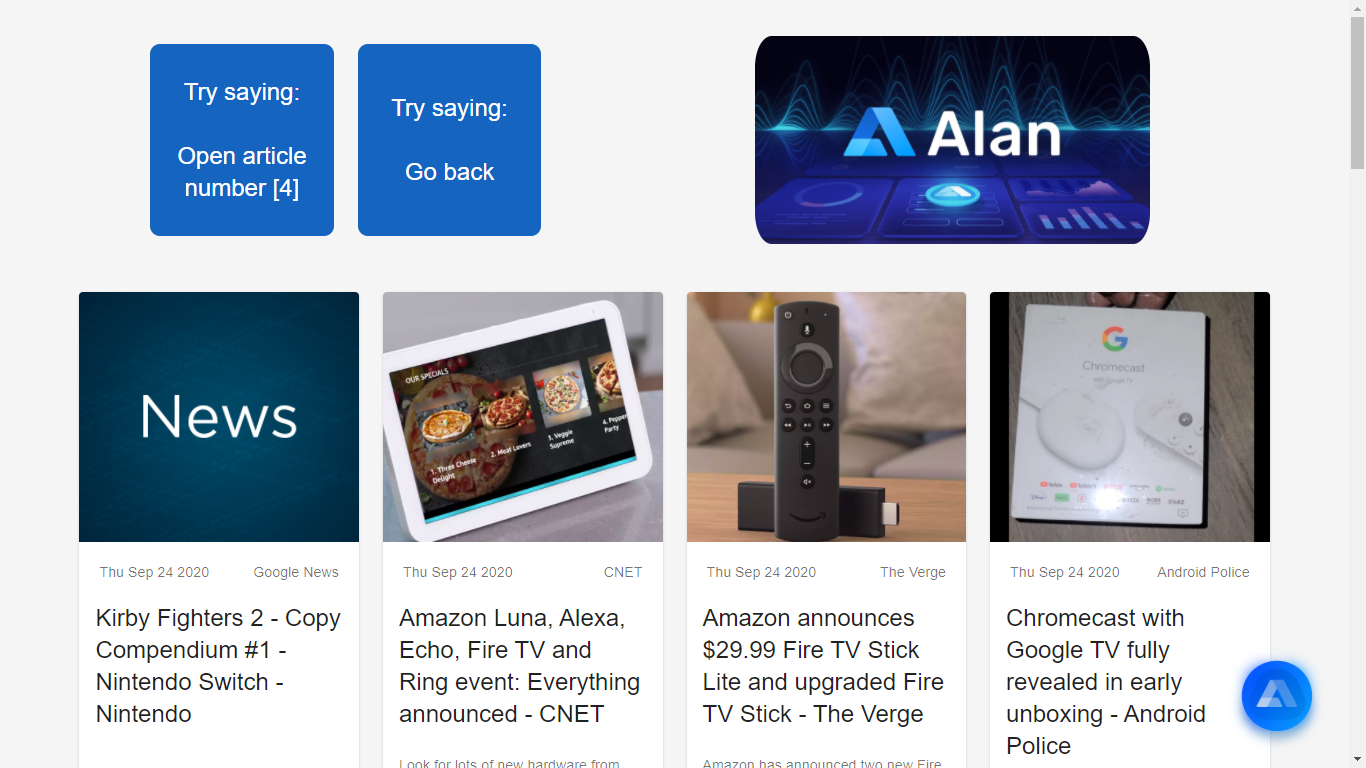 Try saying:
Open article
number [4]
Try saying:
Go back
Alan
News
OUR SPECIALS
1. Three Cheese
Delight
2. Meat Lovers
3. Veggie
Supreme
4. Pepper
Party
G
Chromecast
with Google TV
Thu Sep 24 2020
Google News
Kirby Fighters 2 - Copy
Compendium #1 -
Nintendo Switch -
Nintendo
Thu Sep 24 2020
CNET
Amazon Luna, Alexa,
Echo, Fire TV and
Ring event: Everything
announced - CNET
Look for lots of new hardware from
Thu Sep 24 2020
The Verge
Amazon announces
$29.99 Fire TV Stick
Lite and upgraded Fire
TV Stick - The Verge
Amazon has announced two new Fire
Thu Sep 24 2020
Android Police
Chromecast with
Google TV fully
revealed in early
unboxing - Android
Police